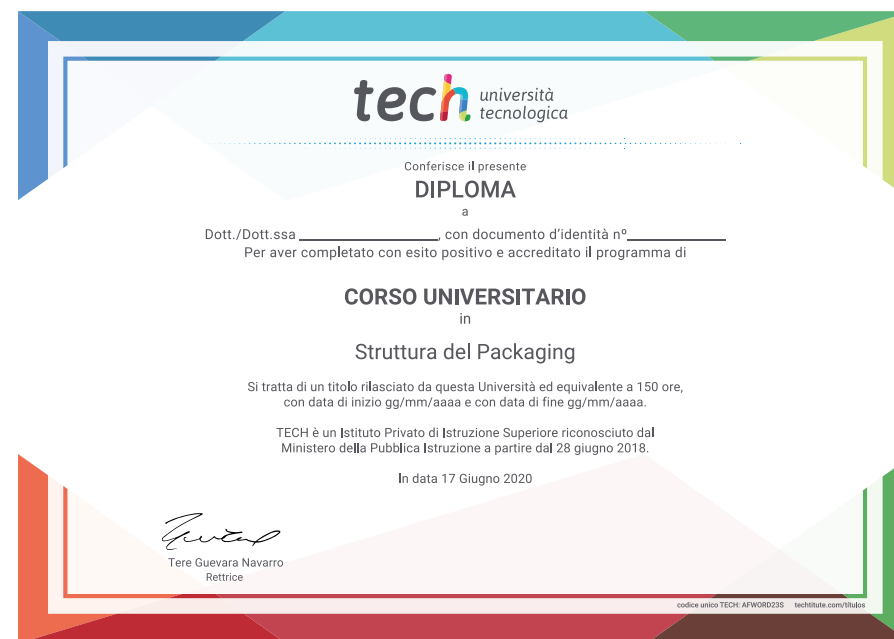 tech università
tecnologica
Conferisce il presente
DIPLOMA
a
Dott./Dott.ssa ____________________, con documento d'identità nº______________
Per aver completato con esito positivo e accreditato il programma di
CORSO UNIVERSITARIO
in
Struttura del Packaging
Si tratta di un titolo rilasciato da questa Università ed equivalente a 150 ore,
con data di inizio gg/mm/aaaa e con data di fine gg/mm/aaaa.
TECH è un Istituto Privato di Istruzione Superiore riconosciuto dal
Ministero della Pubblica Istruzione a partire dal 28 giugno 2018.
In data 17 Giugno 2020
Tere Guevara Navarro
Rettrice
codice unico TECH: AFWORD23S techtitute.com/titulos